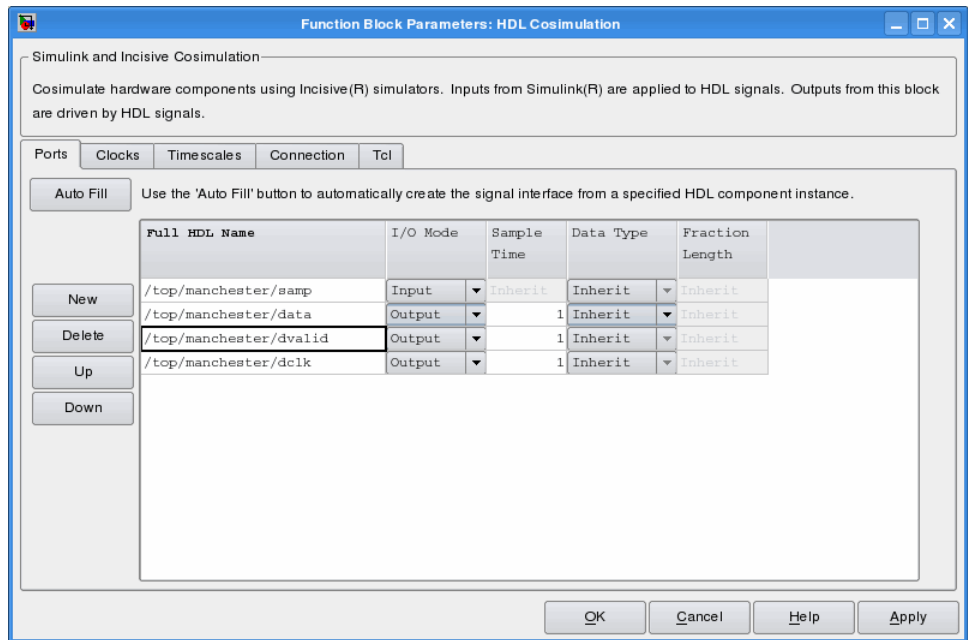 Function Block Parameters: HDL Cosimulation
Simulink and Incisive Cosimulation
Cosimulate hardware components using Incisive(R) simulators. Inputs from Simulink(R) are applied to HDL signals. Outputs from this block
are driven by HDL signals.
Ports Clocks Timescales Connection Tcl
Auto Fill Use the 'Auto Fill' button to automatically create the signal interface from a specified HDL component instance.
Full HDL Name I/O Mode Sample Time Data Type Fraction Length
New
Delete
Up
Down
/top/manchester/samp Input Inherit Inherit Inherit
/top/manchester/data Output 1 Inherit Inherit
/top/manchester/dvalid Output 1 Inherit Inherit
/top/manchester/dclk Output 1 Inherit Inherit
OK Cancel Help Apply